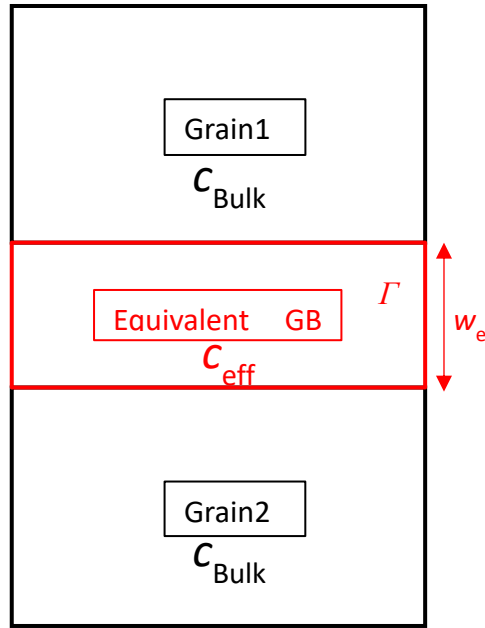 Grain1
cBulk
Γ
Equivalent GB
we
ceff
Grain2
cBulk